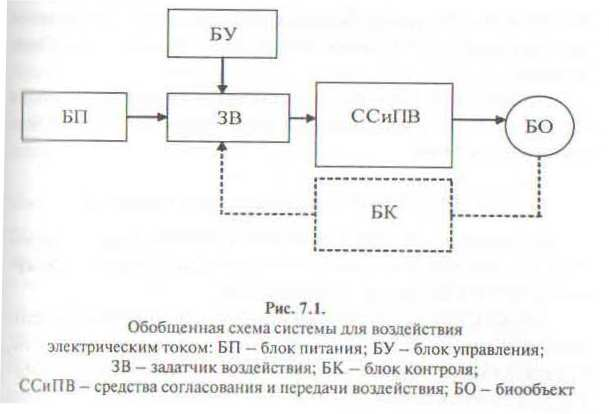 БУ
БП
ЗВ
ССиПВ
БО
БК
Рис. 7.1.
Обобщенная схема системы для воздействия
электрическим током: БП – блок питания; БУ – блок управления;
ЗВ – задатчик воздействия; БК – блок контроля;
ССиПВ – средства согласования и передачи воздействия; БО – биообъект